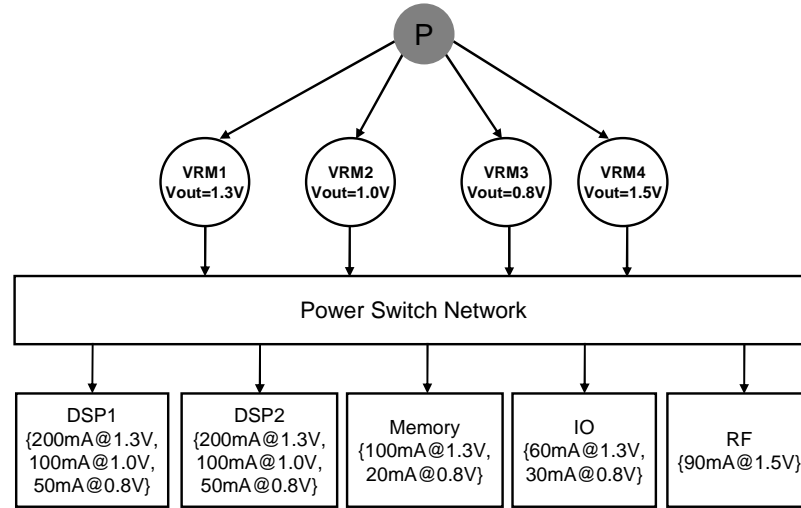 P
VRM1
Vout=1.3V
VRM2
Vout=1.0V
VRM3
Vout=0.8V
VRM4
Vout=1.5V
Power Switch Network
DSP1
{200mA@1.3V,
100mA@1.0V,
50mA@0.8V}
DSP2
{200mA@1.3V,
100mA@1.0V,
50mA@0.8V}
Memory
{100mA@1.3V,
20mA@0.8V}
IO
{60mA@1.3V,
30mA@0.8V}
RF
{90mA@1.5V}